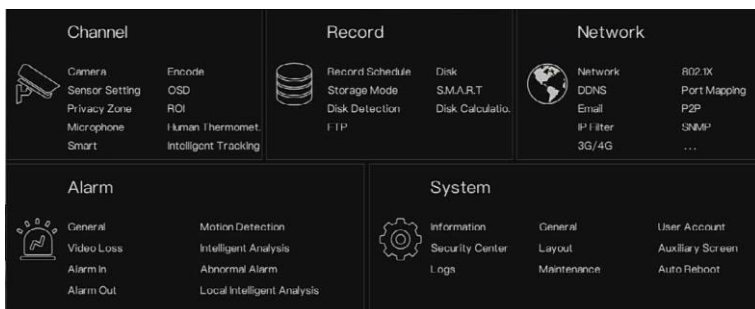 Channel
Camera Encode
Sensor Setting OSD
Privacy Zone ROI
Microphone Human Thermomet.
Smart Intelligent Tracking
Record
Record Schedule Disk
Storage Mode S.M.A.R.T
Disk Detection Disk Calculatio.
FTP
Network
Network 802.1X
DDNS Port Mapping
Email P2P
IP Filter SNMP
3G/4G ...
Alarm
General Motion Detection
Video Loss Intelligent Analysis
Alarm In Abnormal Alarm
Alarm Out Local Intelligent Analysis
System
Information General User Account
Security Center Layout Auxiliary Screen
Logs Maintenance Auto Reboot